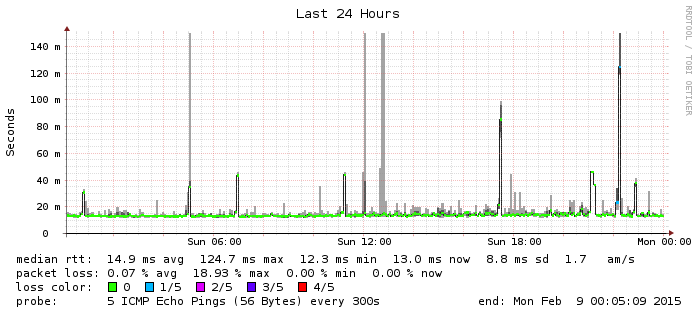 Last 24 Hours
RRDTOOL / TOBI OETIKER
Seconds
140 m
120 m
100 m
80 m
60 m
40 m
20 m
0
Sun 06:00 Sun 12:00 Sun 18:00 Mon 00:00
median rtt: 14.9 ms avg 124.7 ms max 12.3 ms min 13.0 ms now 8.8 ms sd 1.7 am/s
packet loss: 0.07 % avg 18.93 % max 0.00 % min 0.00 % now
loss color: 0 1/5 2/5 3/5 4/5
probe: 5 ICMP Echo Pings (56 Bytes) every 300s end: Mon Feb 9 00:05:09 2015